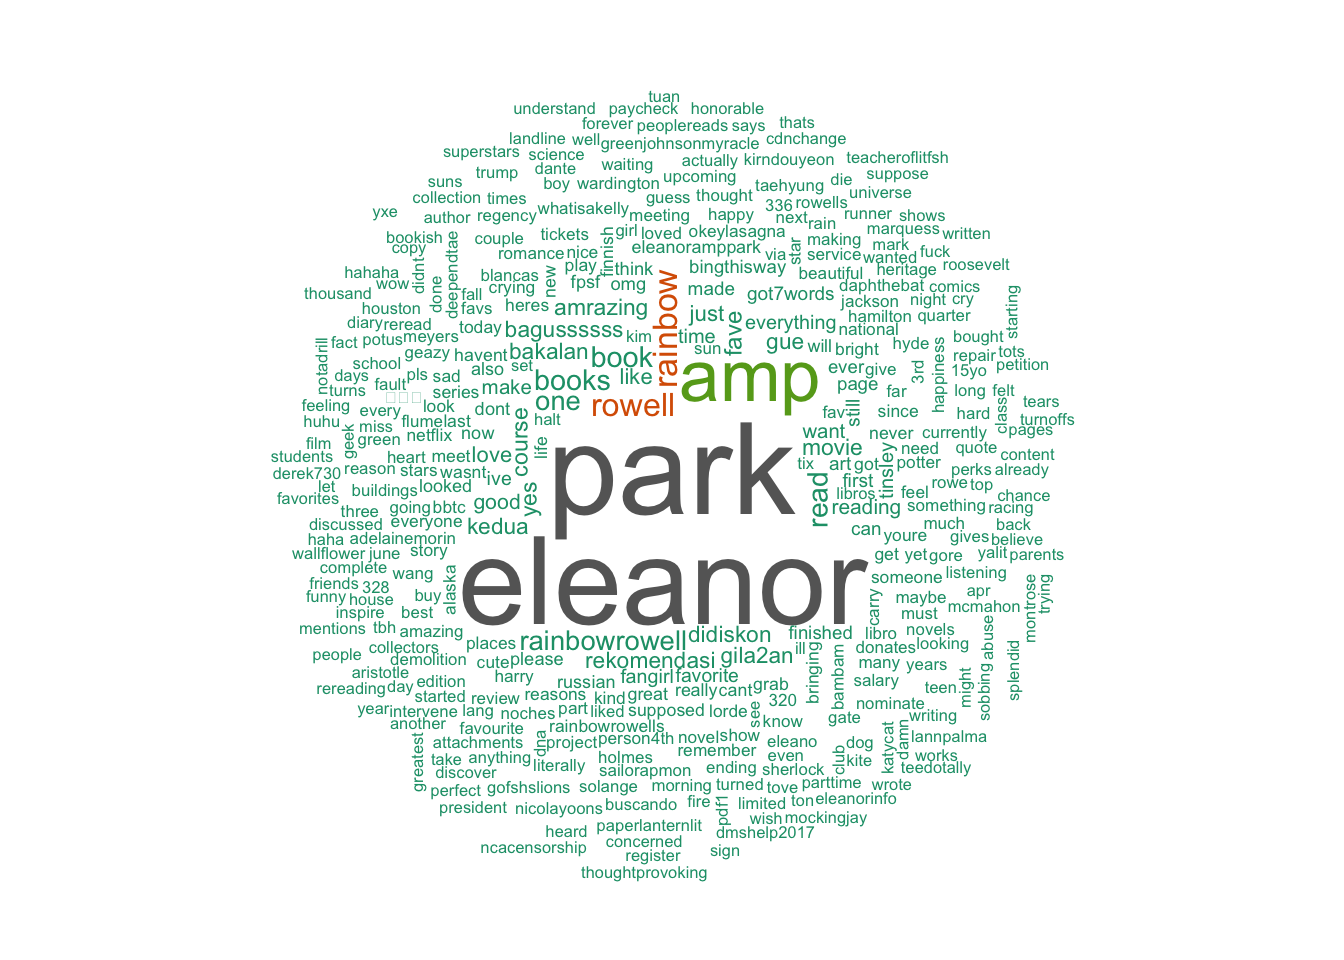 tuan
understand paycheck honorable
forever peoplereads says thats
landline well greenjohnsonmyracle cdnchange
superstars science waiting actually kirndouyeon teacheroflitfsh
trump dante upcoming suppose
suns boy wardington thought taehyung die universe
collection times whatisakelly guess 336 rowells
yxe author regency meeting happy next rain runner shows
bookish couple tickets girl loved okeylasagna via star making marquess written
copy romance nice finnish eleanoramppark service mark wanted fuck
didnt deependtae blancas play think bingthisway beautiful heritage roosevelt
hahaha wow done crying new fpsf omg rainbow made daphthebat comics
thousand fall heres amrazing got7words jackson night cry starting
houston favs just fave everything hamilton quarter
diary reread today bagussssss kim time gue national bought
notadrill fact potus meyers bakalan book sun will bright hyde repair tots
geazy havent also set amp ever give 3rd happiness 15yo petition
school pls sad books like page far long felt
days series make
turns fault one rowell fav still since hard class tears
feeling every look dont halt want never currently pages turnoffs
huhu miss flumelast course life park movie need quote
film geek green netflix now love tix art got tinsley potter content
students heart meet read first perks already
derek730 reason stars wasnt ive libros feel rowe top
let buildings looked yes good reading something chance
favorites three going bbtc racing
discussed everyone kedua can much back
haha adelainemorin youre gives believe
wallflower june story eleanor get yet gore yalit parents
complete wang someone listening
friends 328 alaska carry apr trying
funny house buy maybe mcmahon montrose
inspire best must
mentions tbh amazing places rainbowrowell didiskon finished libro novels abuse
people collectors ill donates looking
demolition cute please rekomendasi gila2an many years splendid
aristotle harry russian fangirl favorite grab bringing bambam salary teen might sobbing
rereading day edition started review reasons kind great really cant 320 nominate
year intervene lang noches part liked supposed lorde see know gate writing
another favourite rainbowrowells damn lannpalma
attachments dna project person4th novel show eleano club dog katycat works
greatest take anything literally holmes remember even kite teedotally
discover sailorapmon ending sherlock
perfect gofshslions solange morning turned tove parttime wrote
president nicolayoons buscando fire pdf1 limited ton eleanorinfo
heard paperlanternlit wish mockingjay
concerned dmshelp2017
ncacensorship register sign
thoughtprovoking